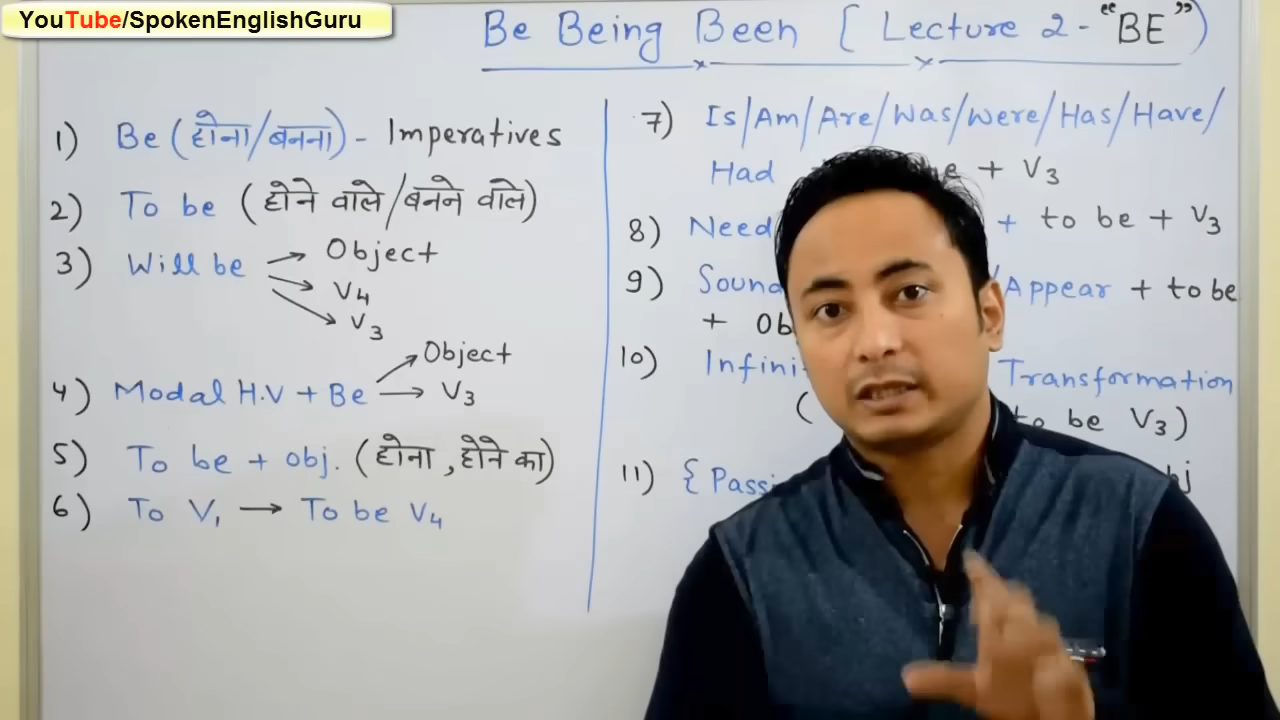 YouTube/SpokenEnglishGuru
Be Being Been [ Lecture 2 - "BE" )
1) Be (होना/बनना) - Imperatives
2) To be (होने वाले/बनने वाले)
3) Will be → Object
→ V4
→ V3
4) Modal H.V + Be → Object
→ V3
5) To be + obj. (होना, होने का)
6) To V1 → To be V4
7) Is/Am/Are/Was/Were/Has/Have/
Had + V3
8) Need + to be + V3
9) /Appear + to be
+
10) Transformation
( to be V3)
11) {